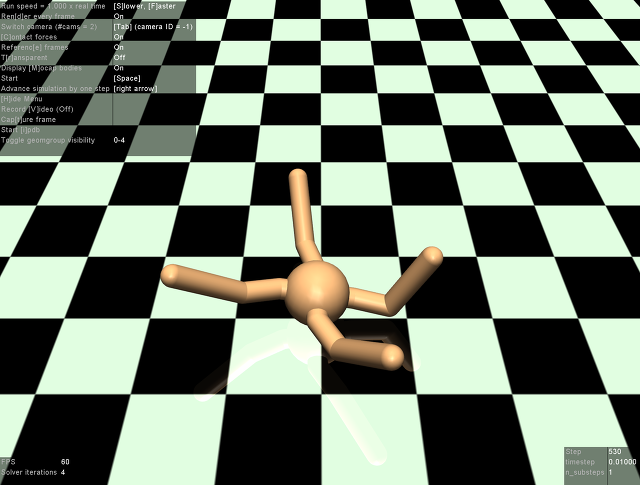 Run speed = 1.000 x real time [S]lower, [F]aster
Ren[d]er every frame On
Switch camera (#cams = 2) [Tab] (camera ID = -1)
[C]ontact forces On
Referenc[e] frames On
T[r]ansparent Off
Display [M]ocap bodies On
Start [Space]
Advance simulation by one step [right arrow]
[H]ide Menu
Record [V]ideo (Off)
Cap[t]ure frame
Start [i]pdb
Toggle geomgroup visibility 0-4
FPS 60
Solver iterations 4
Step 530
timestep 0.01000
n_substeps 1